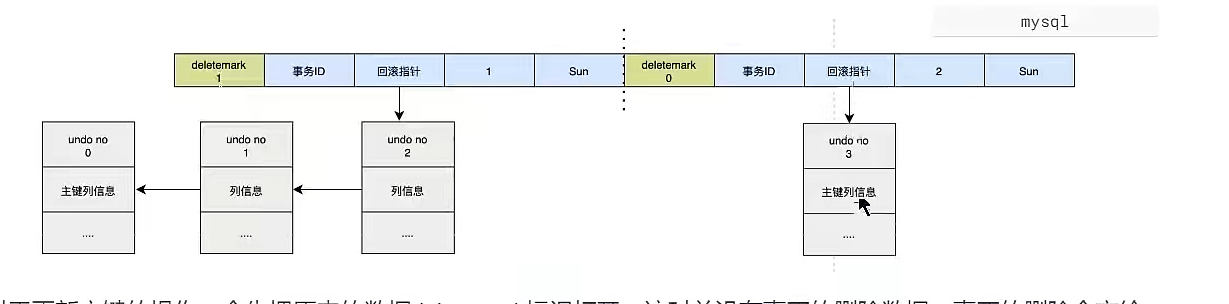 mysql
deletemark 1
事务ID
回滚指针
1
Sun
deletemark 0
事务ID
回滚指针
2
Sun
undo no 0
主键列信息
....
undo no 1
列信息
....
undo no 2
列信息
....
undo no 3
主键列信息
....